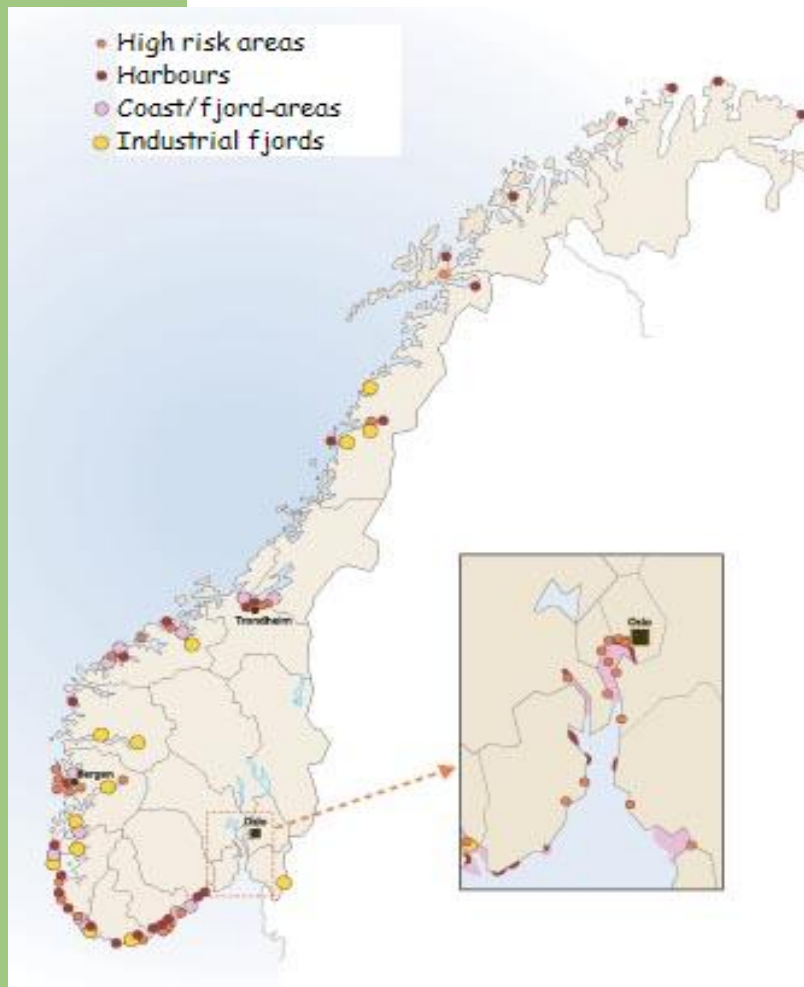 High risk areas
Harbours
Coast/fjord-areas
Industrial fjords
Trondheim
Oslo
Bergen
Oslo